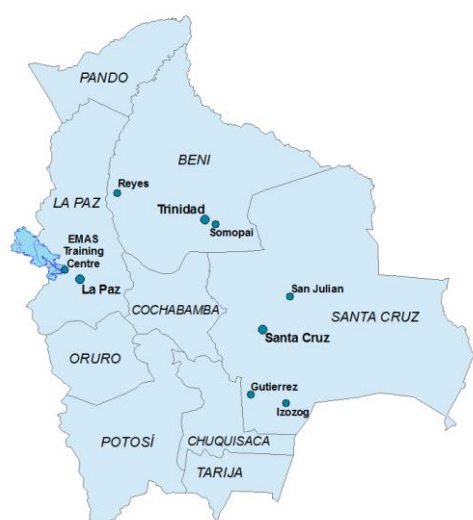 PANDO
BENI
Reyes
LA PAZ
Trinidad
Somopai
EMAS
Training
Centre
La Paz
San Julian
COCHABAMBA
SANTA CRUZ
Santa Cruz
ORURO
Gutierrez
Izozog
POTOSÍ
CHUQUISACA
TARIJA